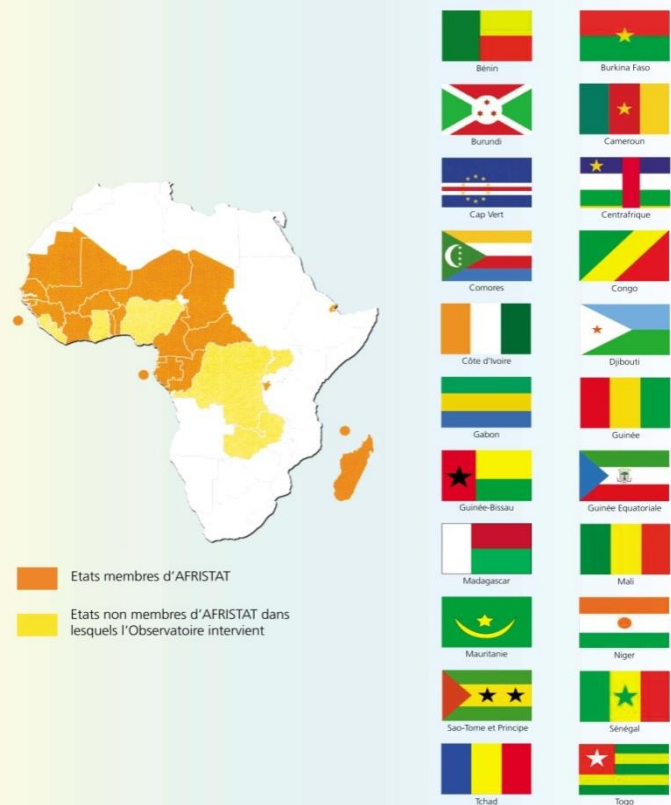 Bénin
Burkina Faso
Burundi
Cameroun
Cap Vert
Centrafrique
Comores
Congo
Côte d'Ivoire
Djibouti
Gabon
Guinée
Guinée-Bissau
Guinée Equatoriale
Madagascar
Mali
Mauritanie
Niger
Sao-Tome et Principe
Sénégal
Tchad
Togo
Etats membres d'AFRISTAT
Etats non membres d'AFRISTAT dans
lesquels l'Observatoire intervient